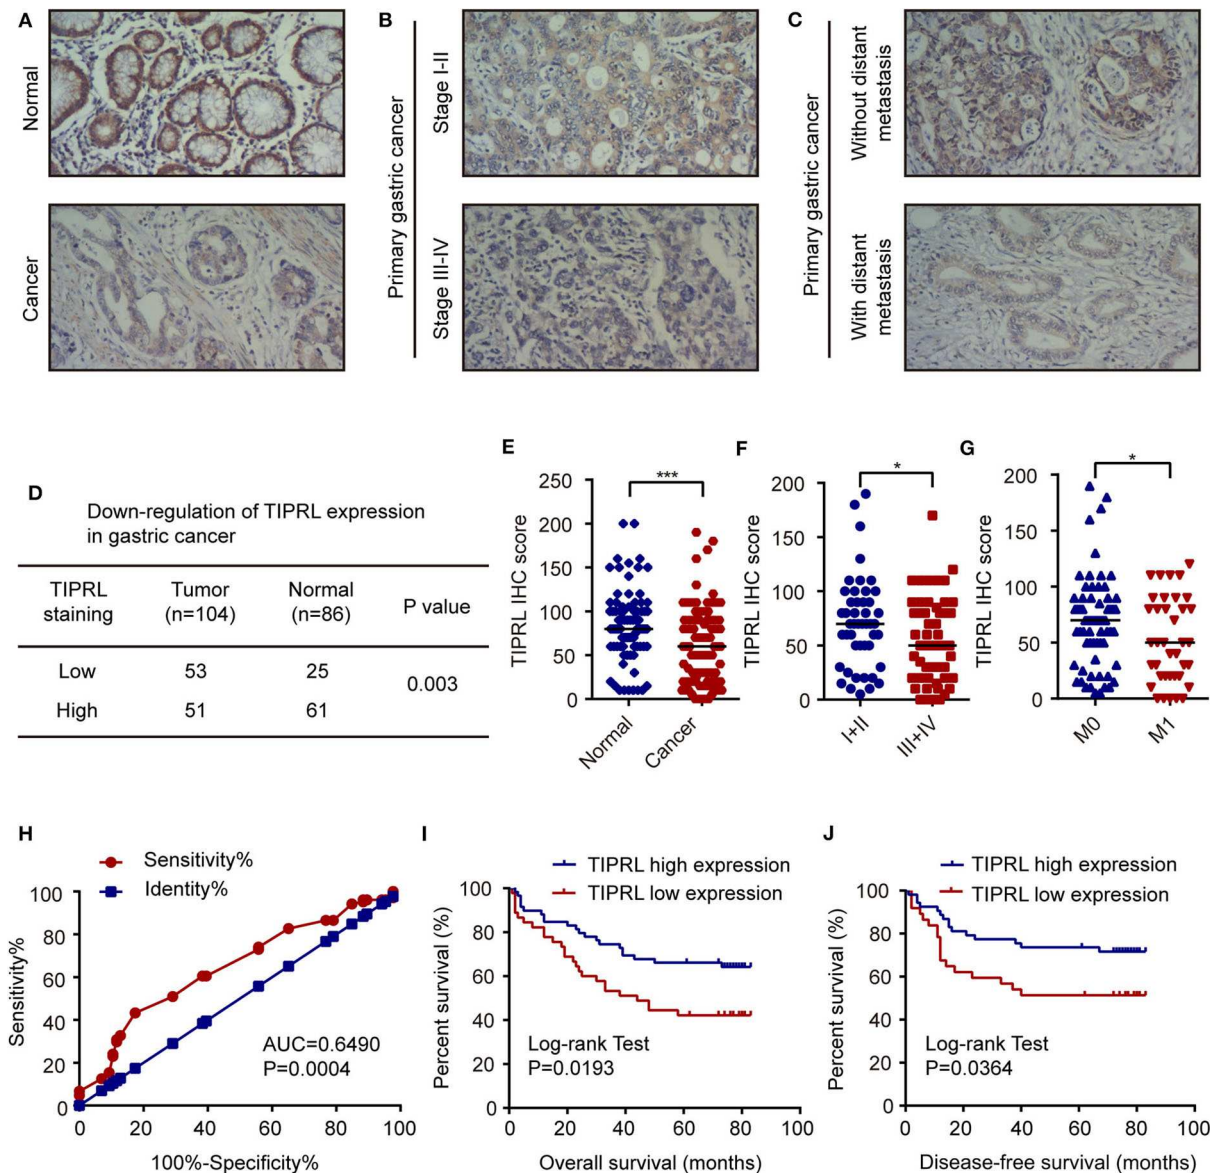 A
Normal
Cancer
B
Primary gastric cancer
Stage I-II
Stage III-IV
C
Primary gastric cancer
Without distant
metastasis
With distant
metastasis
D
Down-regulation of TIPRL expression
in gastric cancer
TIPRL
staining
Tumor
(n=104)
Normal
(n=86)
P value
Low 53 25
0.003
High 51 61
E
***
TIPRL IHC score
250
200
150
100
50
0
Normal
Cancer
F
*
TIPRL IHC score
200
150
100
50
0
I+II
III+IV
G
*
TIPRL IHC score
200
150
100
50
0
M0
M1
H
Sensitivity%
Identity%
Sensitivity%
100
80
60
40
20
0
AUC=0.6490
P=0.0004
0 20 40 60 80 100
100%-Specificity%
I
TIPRL high expression
TIPRL low expression
Percent survival (%)
100
80
60
40
20
0
Log-rank Test
P=0.0193
0 20 40 60 80 100
Overall survival (months)
J
TIPRL high expression
TIPRL low expression
Percent survival (%)
100
80
60
40
20
0
Log-rank Test
P=0.0364
0 20 40 60 80 100
Disease-free survival (months)